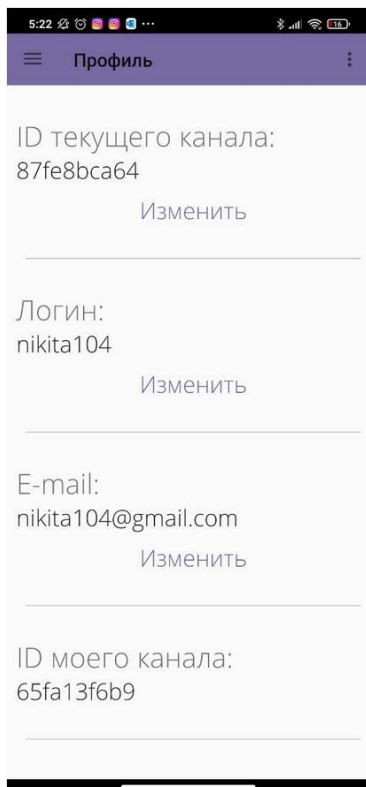 5:22
16
Профиль
ID текущего канала:
87fe8bca64
Изменить
Логин:
nikita104
Изменить
E-mail:
nikita104@gmail.com
Изменить
ID моего канала:
65fa13f6b9